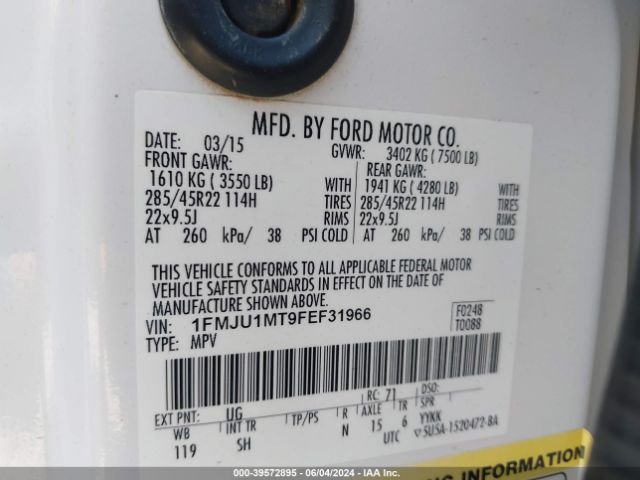 MFD. BY FORD MOTOR CO.
DATE: 03/15 GVWR: 3402 KG ( 7500 LB)
FRONT GAWR: REAR GAWR:
1610 KG ( 3550 LB) WITH 1941 KG ( 4280 LB) WITH
285/45R22 114H TIRES 285/45R22 114H TIRES
22x9.5J RIMS 22x9.5J RIMS
AT 260 kPa/ 38 PSI COLD AT 260 kPa/ 38 PSI COLD
THIS VEHICLE CONFORMS TO ALL APPLICABLE FEDERAL MOTOR
VEHICLE SAFETY STANDARDS IN EFFECT ON THE DATE OF
MANUFACTURE SHOWN ABOVE.
VIN: 1FMJU1MT9FEF31966 F0248
TYPE: MPV T0088
RC: 71 DSO:
EXT PNT: UG TP/PS R AXLE TR SPR
WB INT TR N 15 6 YYKK
119 SH UTC 5U5A-1520472-BA
NG INFORMATION
000-39572895 - 06/04/2024 - IAA Inc.